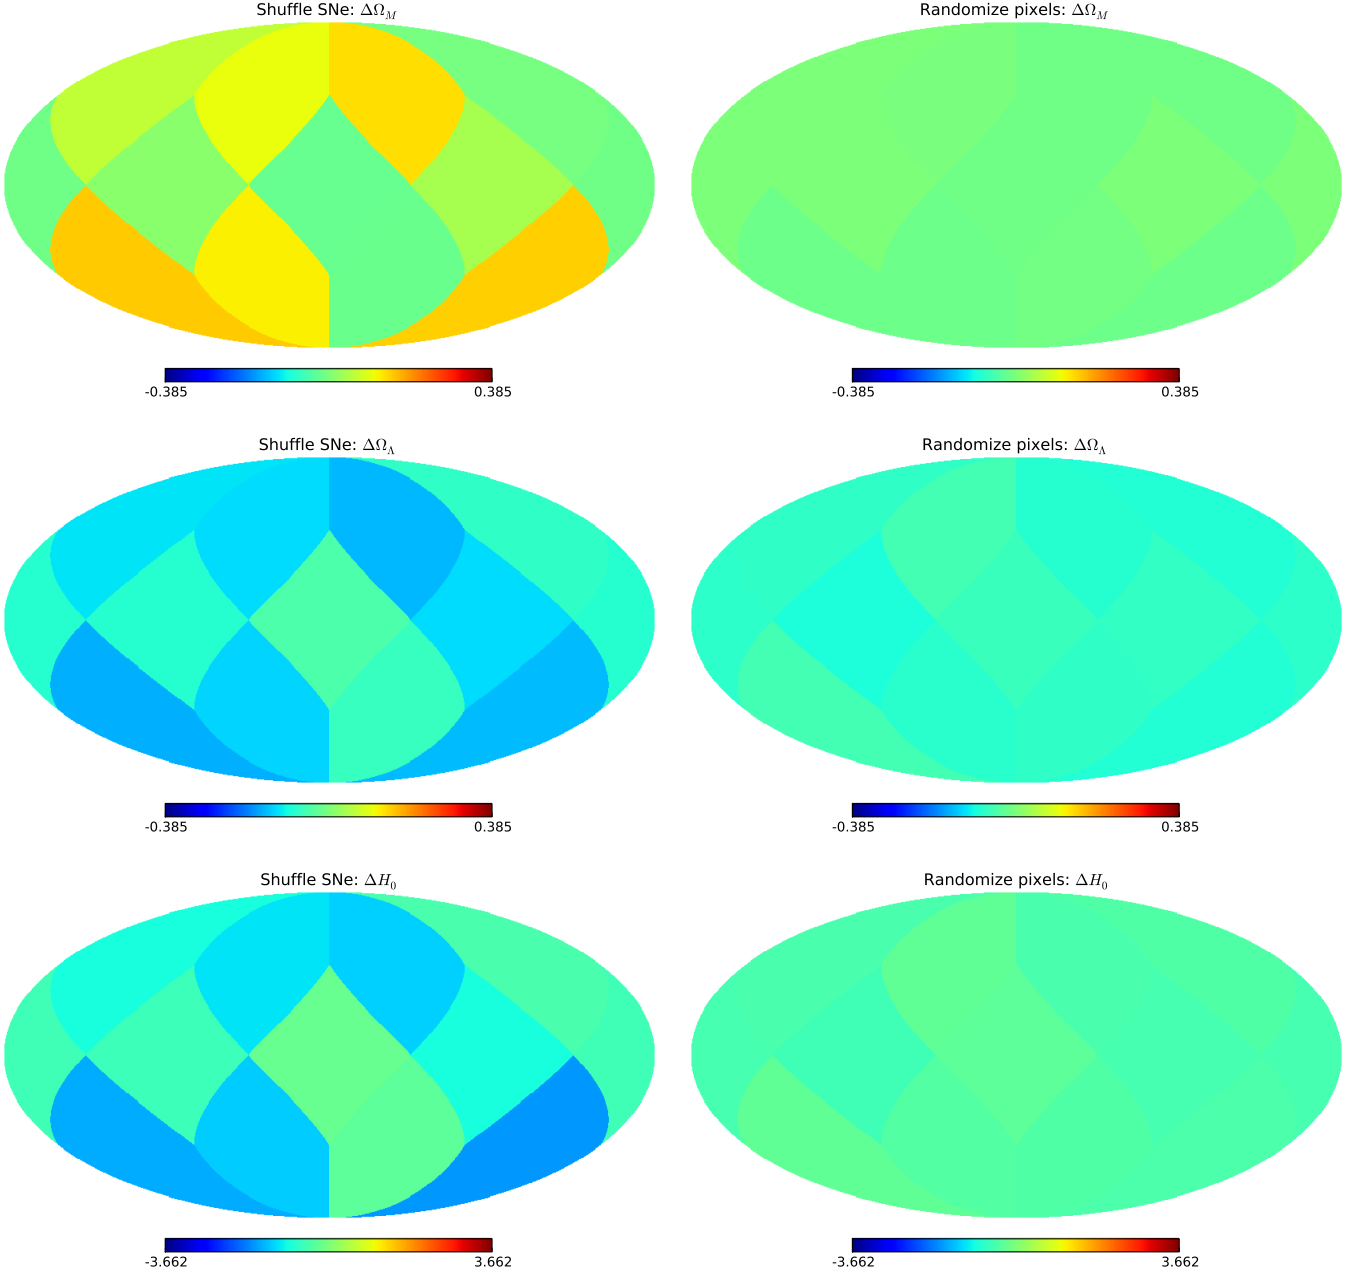 Shuffle SNe: ΔΩ_M
Randomize pixels: ΔΩ_M
-0.385 0.385
-0.385 0.385
Shuffle SNe: ΔΩ_Λ
Randomize pixels: ΔΩ_Λ
-0.385 0.385
-0.385 0.385
Shuffle SNe: ΔH_0
Randomize pixels: ΔH_0
-3.662 3.662
-3.662 3.662